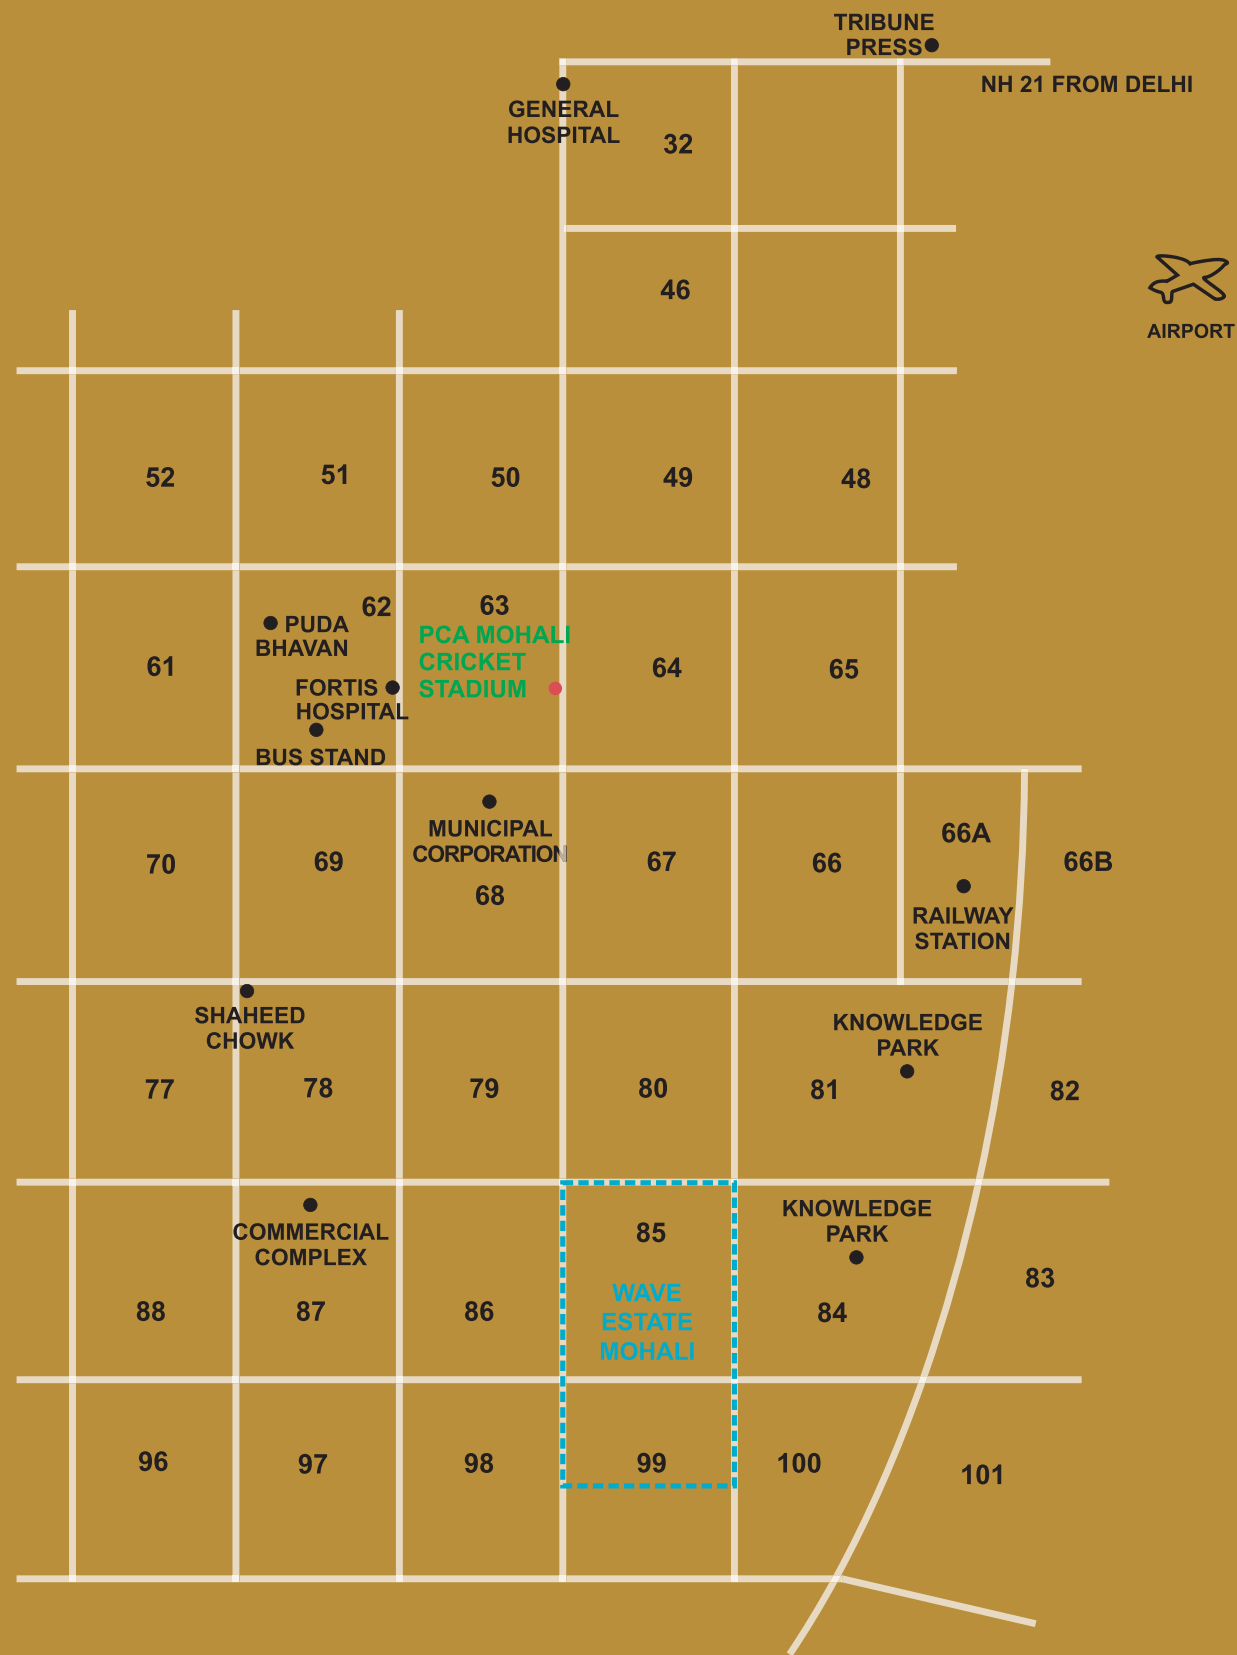 TRIBUNE
PRESS
NH 21 FROM DELHI
GENERAL
HOSPITAL
32
46
AIRPORT
52
51
50
49
48
62
63
PUDA
BHAVAN
PCA MOHALI
CRICKET
STADIUM
61
64
65
FORTIS
HOSPITAL
BUS STAND
MUNICIPAL
CORPORATION
66A
70
69
67
66
66B
68
RAILWAY
STATION
SHAHEED
CHOWK
KNOWLEDGE
PARK
77
78
79
80
81
82
COMMERCIAL
COMPLEX
85
KNOWLEDGE
PARK
83
WAVE
ESTATE
MOHALI
88
87
86
84
96
97
98
99
100
101